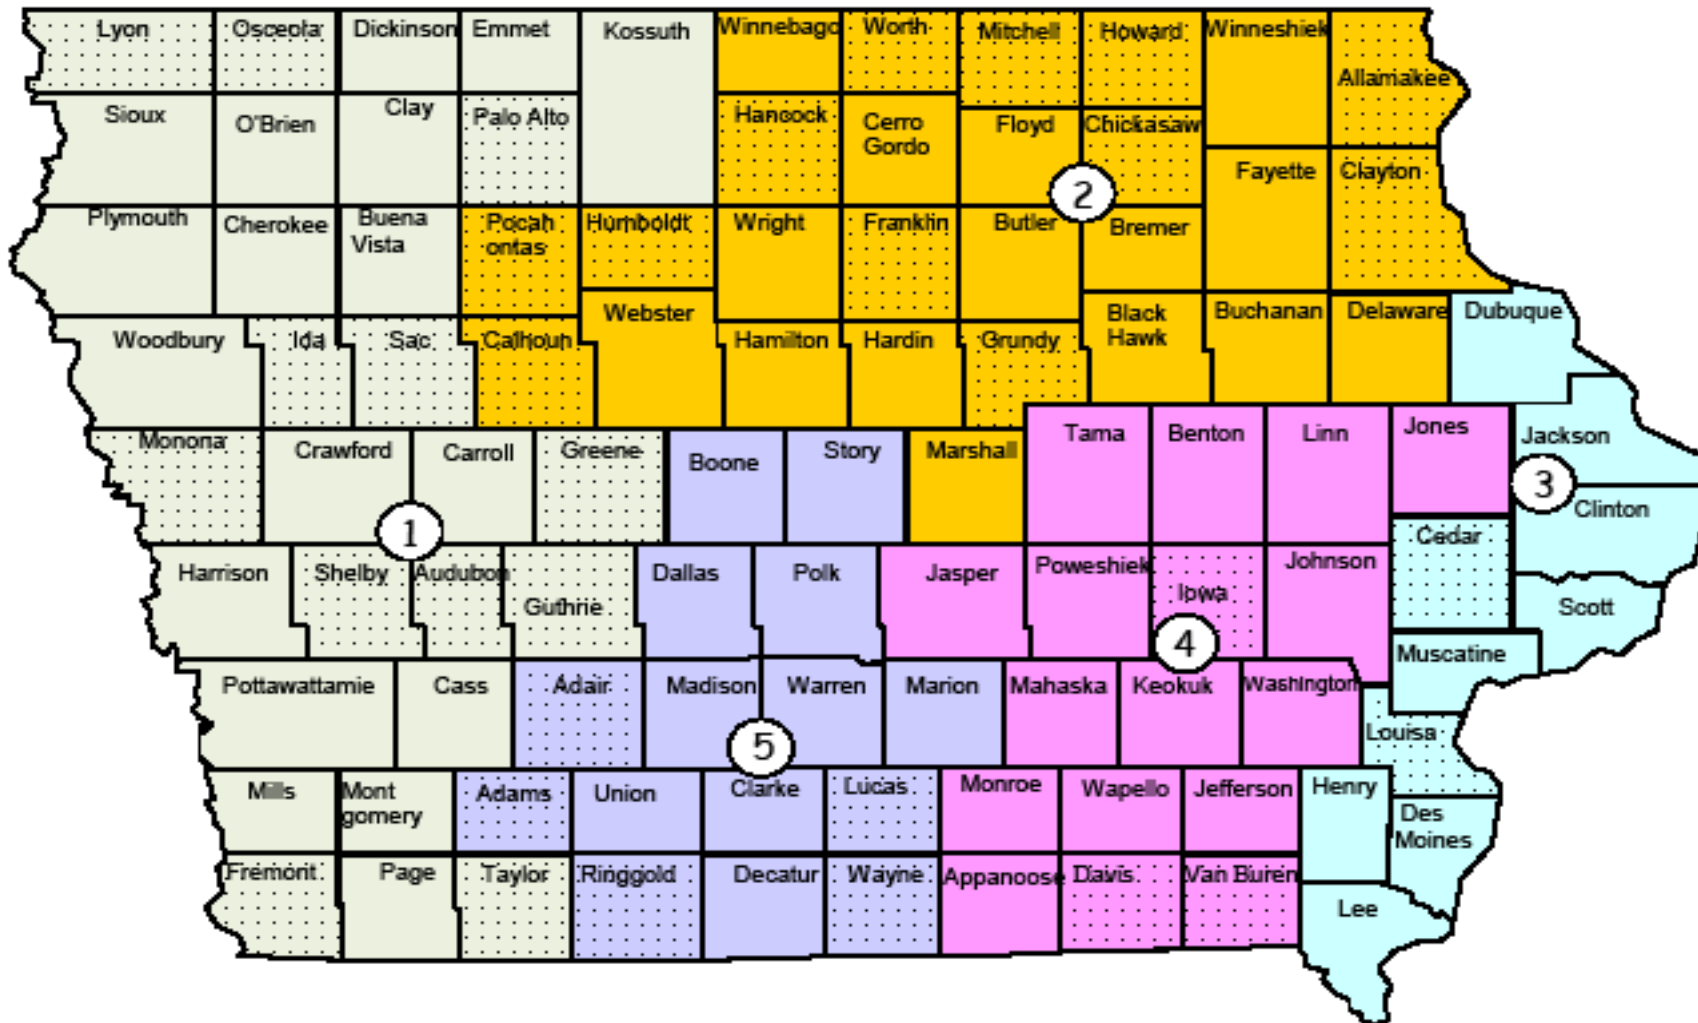 Lyon
Osceola
Dickinson
Emmet
Kossuth
Winnebago
Worth
Mitchell
Howard
Winneshiek
Allamakee
Sioux
O'Brien
Clay
Palo Alto
Hancock
Cerro
Gordo
Floyd
Chickasaw
Fayette
Clayton
2
Plymouth
Cherokee
Buena
Vista
Pocah
ontas
Humboldt
Wright
Franklin
Butler
Bremer
Woodbury
Ida
Sac
Calhoun
Webster
Hamilton
Hardin
Grundy
Black
Hawk
Buchanan
Delaware
Dubuque
Monona
Crawford
Carroll
Greene
Boone
Story
Marshall
Tama
Benton
Linn
Jones
Jackson
3
Clinton
1
Harrison
Shelby
Audubon
Guthrie
Dallas
Polk
Jasper
Poweshiek
Iowa
Johnson
Cedar
Scott
4
Muscatine
Pottawattamie
Cass
Adair
Madison
Warren
Marion
Mahaska
Keokuk
Washington
Louisa
5
Mills
Mont
gomery
Adams
Union
Clarke
Lucas
Monroe
Wapello
Jefferson
Henry
Des
Moines
Fremont
Page
Taylor
Ringgold
Decatur
Wayne
Appanoose
Davis
Van Buren
Lee